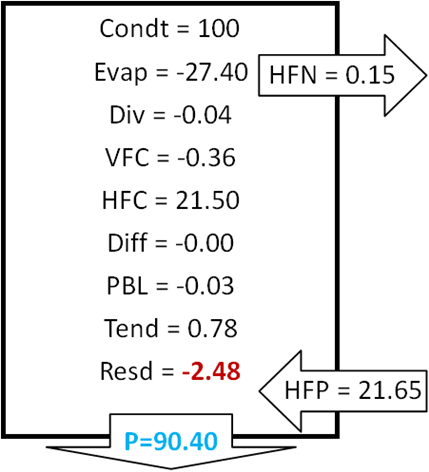 Condt = 100
Evap = -27.40
HFN = 0.15
Div = -0.04
VFC = -0.36
HFC = 21.50
Diff = -0.00
PBL = -0.03
Tend = 0.78
Resd = -2.48
HFP = 21.65
P=90.40